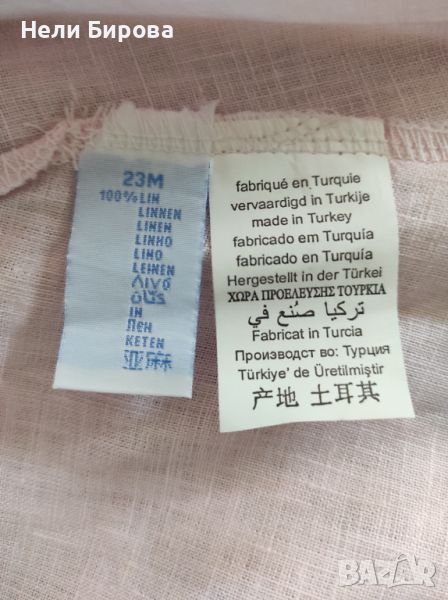 Нели Бирова
23M
100% LIN
LINNEN
LINEN
LINHO
LINO
LEINEN
ΛΙΝΟ
كتان
IN
ЛЕН
KETEN
亚麻
fabriqué en Turquie
vervaardigd in Turkije
made in Turkey
fabricado em Turquía
fabricado en Turquía
Hergestellt in der Türkei
ΧΩΡΑ ΠΡΟΕΛΕΥΣΗΣ ΤΟΥΡΚΙΑ
تركيا صُنع في
Fabricat in Turcia
Производст во: Турция
Türkiye' de Üretilmiştir
产地 土耳其
BAZAR